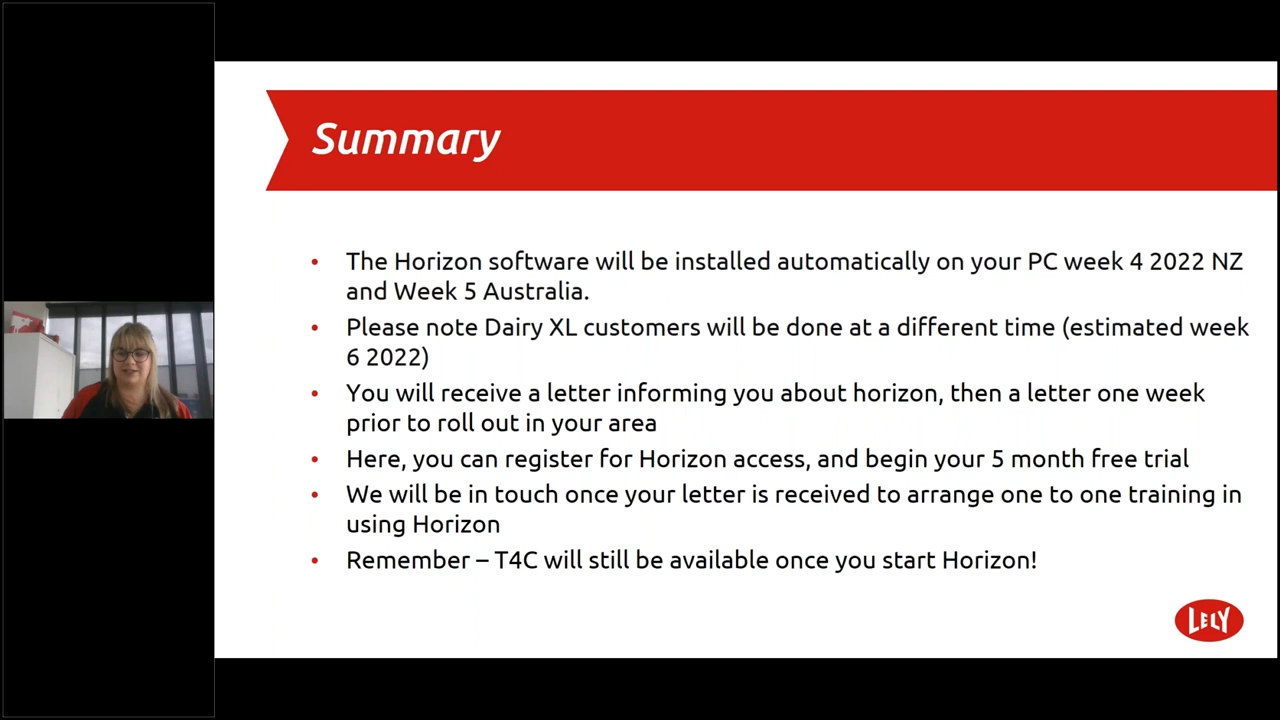 Summary
• The Horizon software will be installed automatically on your PC week 4 2022 NZ
and Week 5 Australia.
• Please note Dairy XL customers will be done at a different time (estimated week
6 2022)
• You will receive a letter informing you about horizon, then a letter one week
prior to roll out in your area
• Here, you can register for Horizon access, and begin your 5 month free trial
• We will be in touch once your letter is received to arrange one to one training in
using Horizon
• Remember – T4C will still be available once you start Horizon!
LELY